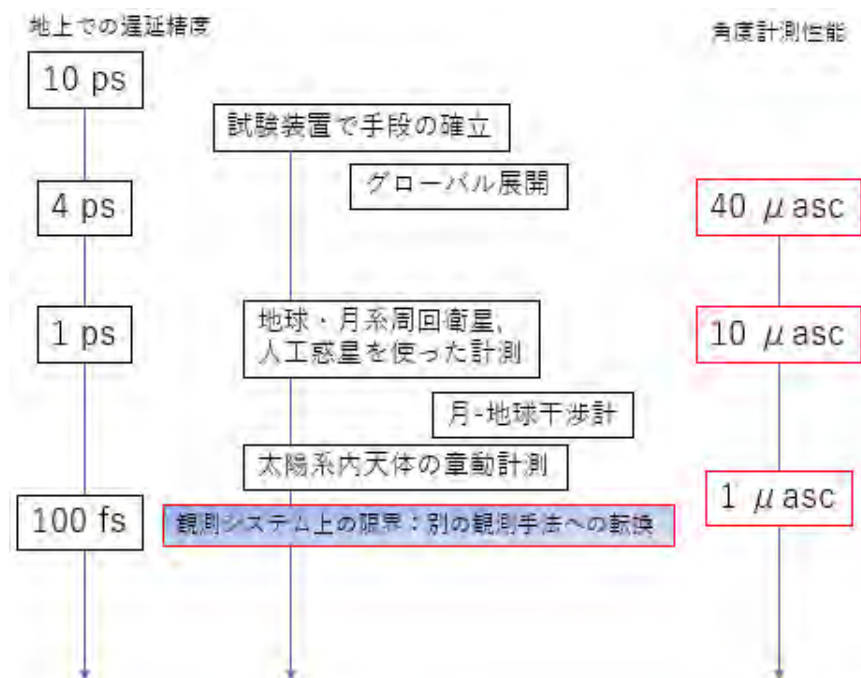 地上での遅延精度
角度計測性能
10 ps
試験装置で手段の確立
グローバル展開
4 ps
40 μasc
地球・月系周回衛星,
人工惑星を使った計測
1 ps
10 μasc
月-地球干渉計
太陽系内天体の章動計測
1 μasc
100 fs
観測システム上の限界：別の観測手法への転換